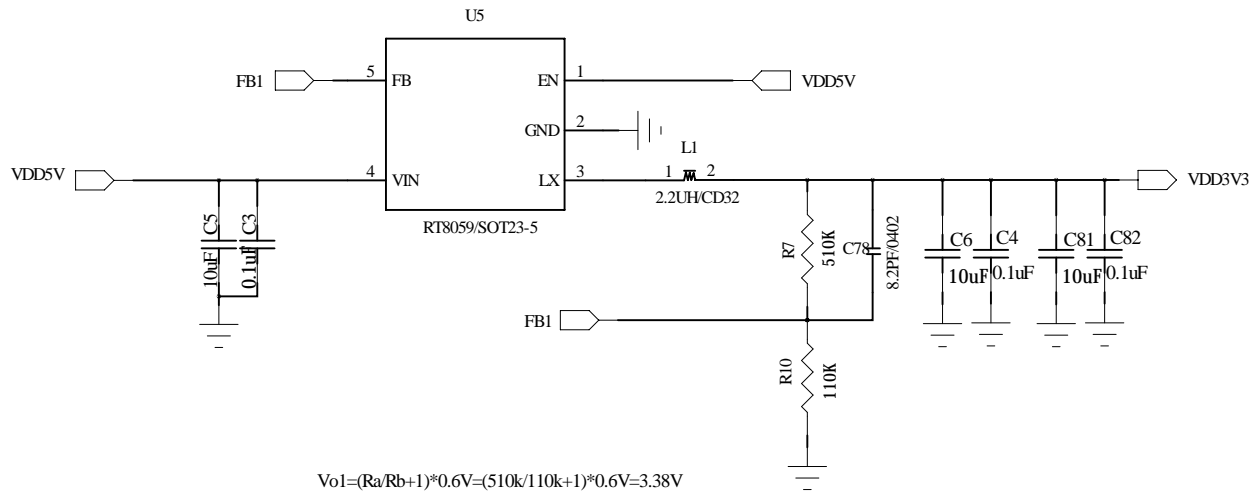 U5
FB1
5
FB
EN
1
VDD5V
GND
2
VDD5V
4
VIN
LX
3
L1
1
2
2.2UH/CD32
VDD3V3
RT8059/SOT23-5
C5
10uF
C3
0.1uF
R7
510K
C78
8.2PF/0402
C6
10uF
C4
0.1uF
C81
10uF
C82
0.1uF
FB1
R10
110K
Vo1=(Ra/Rb+1)*0.6V=(510k/110k+1)*0.6V=3.38V